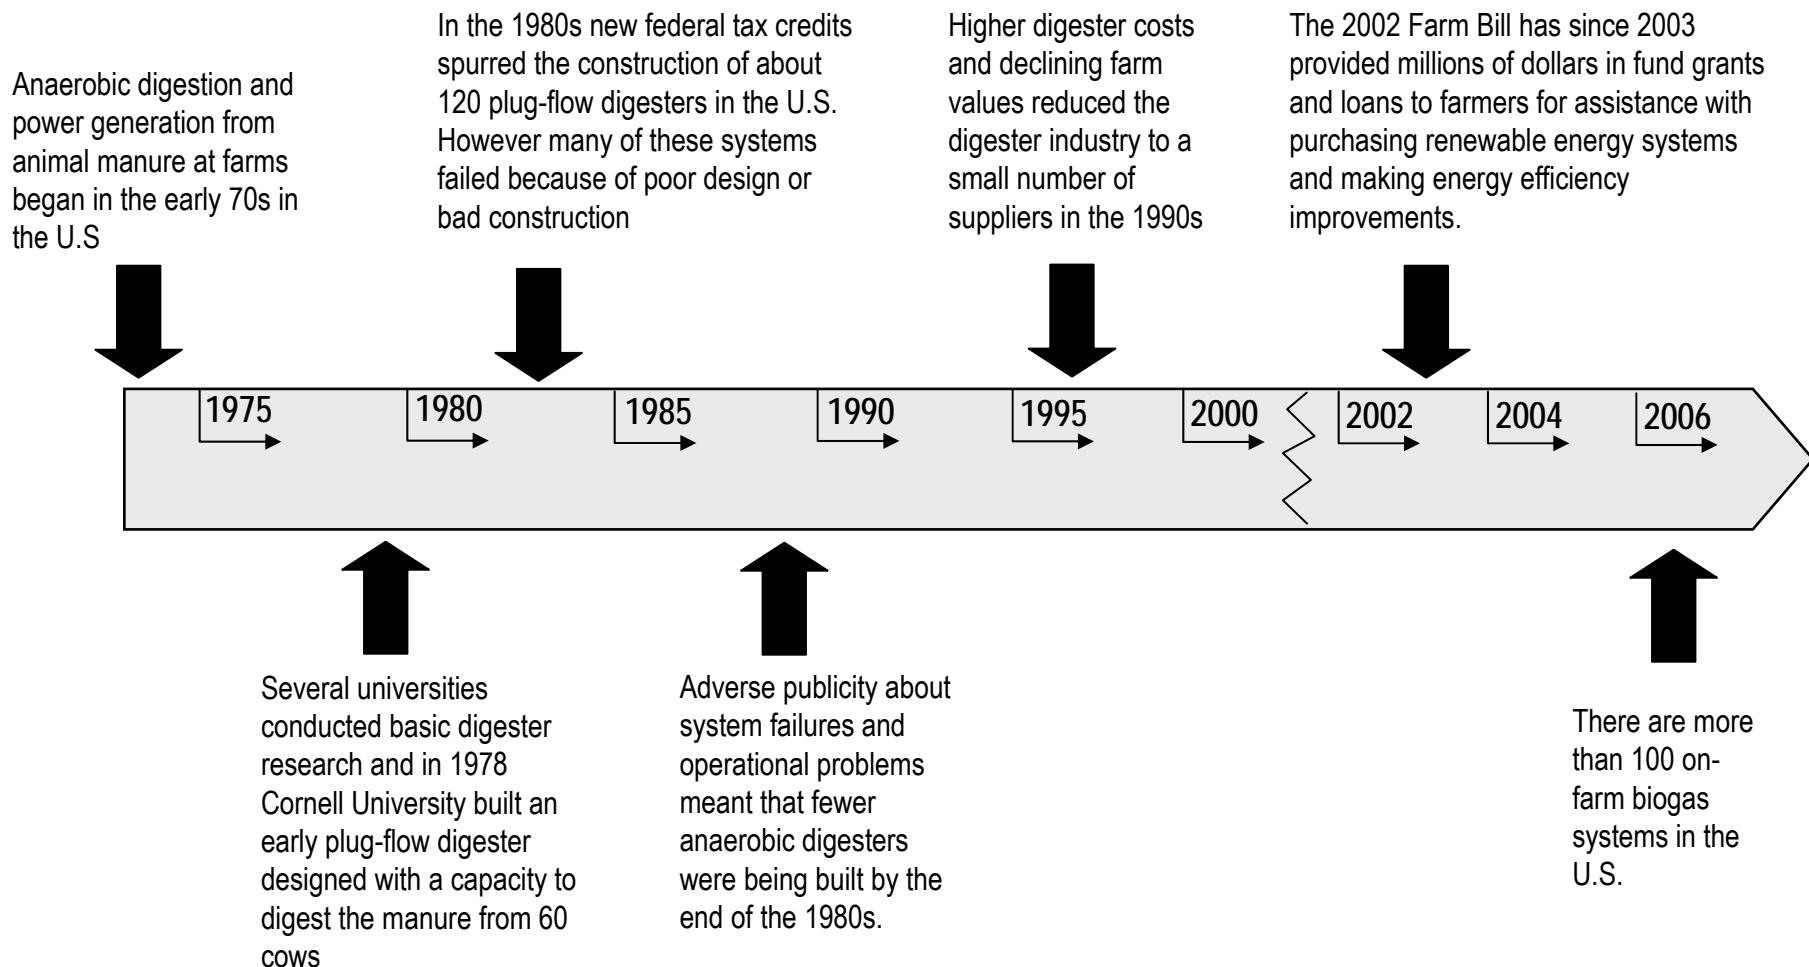 Anaerobic digestion and
power generation from
animal manure at farms
began in the early 70s in
the U.S
In the 1980s new federal tax credits
spurred the construction of about
120 plug-flow digesters in the U.S.
However many of these systems
failed because of poor design or
bad construction
Higher digester costs
and declining farm
values reduced the
digester industry to a
small number of
suppliers in the 1990s
The 2002 Farm Bill has since 2003
provided millions of dollars in fund grants
and loans to farmers for assistance with
purchasing renewable energy systems
and making energy efficiency
improvements.
1975
1980
1985
1990
1995
2000
2002
2004
2006
Several universities
conducted basic digester
research and in 1978
Cornell University built an
early plug-flow digester
designed with a capacity to
digest the manure from 60
cows
Adverse publicity about
system failures and
operational problems
meant that fewer
anaerobic digesters
were being built by the
end of the 1980s.
There are more
than 100 on-
farm biogas
systems in the
U.S.